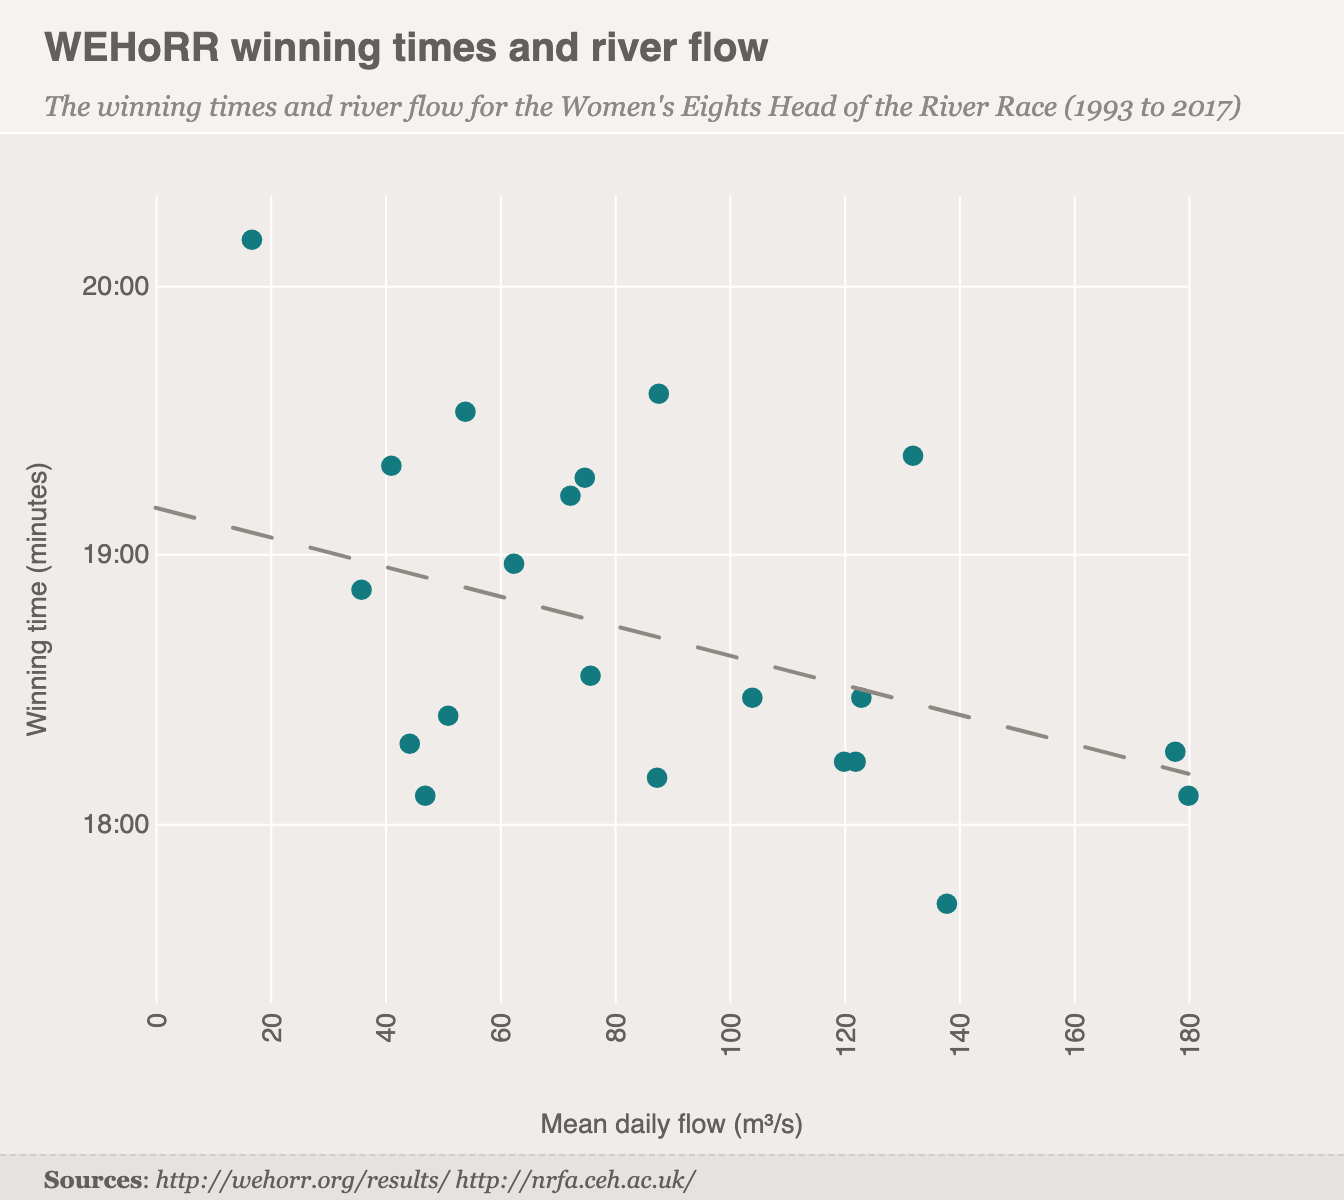 WEHoRR winning times and river flow
The winning times and river flow for the Women's Eights Head of the River Race (1993 to 2017)
20:00
19:00
18:00
Winning time (minutes)
0
20
40
60
80
100
120
140
160
180
Mean daily flow (m³/s)
Sources: http://wehorr.org/results/ http://nrfa.ceh.ac.uk/